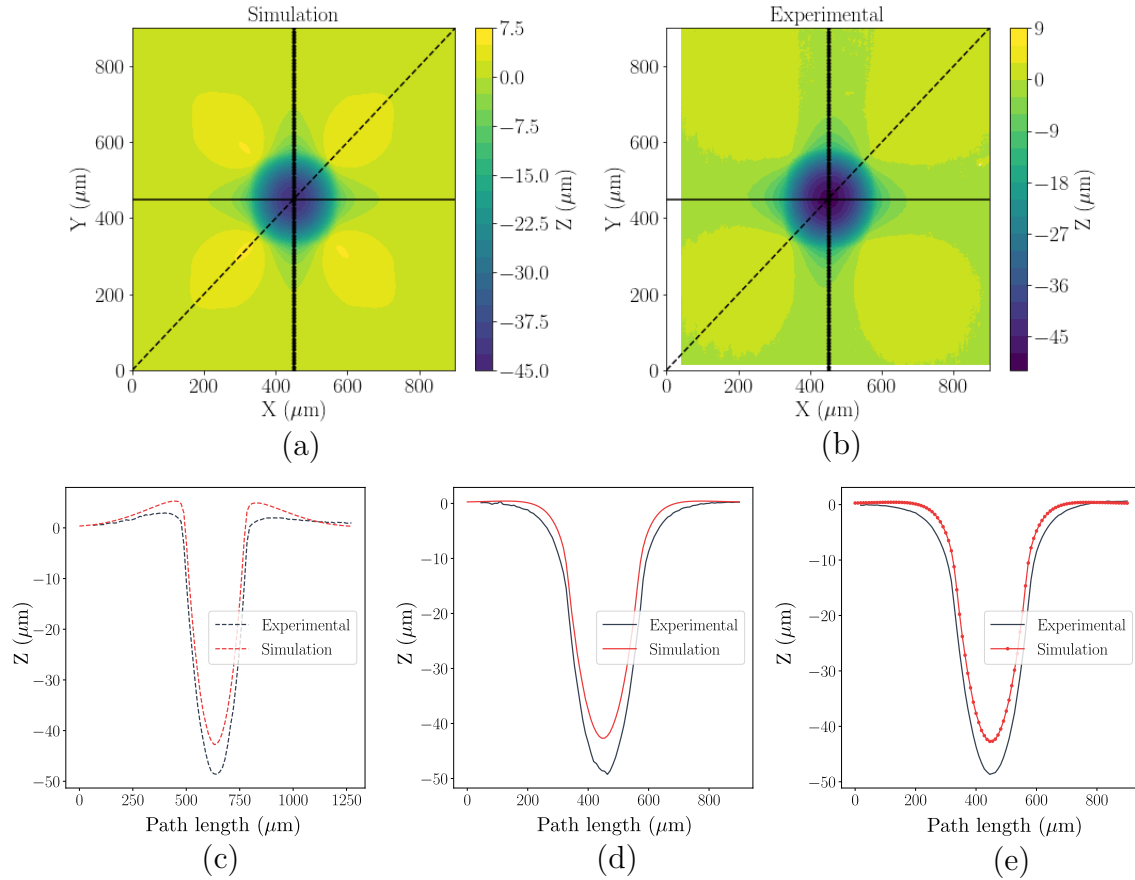 Simulation
Experimental
800
600
400
200
0
Y (μm)
0 200 400 600 800
X (μm)
7.5
0.0
−7.5
−15.0
−22.5
−30.0
−37.5
−45.0
Z (μm)
(a)
800
600
400
200
0
Y (μm)
0 200 400 600 800
X (μm)
9
0
−9
−18
−27
−36
−45
Z (μm)
(b)
0
−10
−20
−30
−40
−50
Z (μm)
Experimental
Simulation
0 250 500 750 1000 1250
Path length (μm)
(c)
0
−10
−20
−30
−40
−50
Z (μm)
Experimental
Simulation
0 200 400 600 800
Path length (μm)
(d)
0
−10
−20
−30
−40
−50
Z (μm)
Experimental
Simulation
0 200 400 600 800
Path length (μm)
(e)